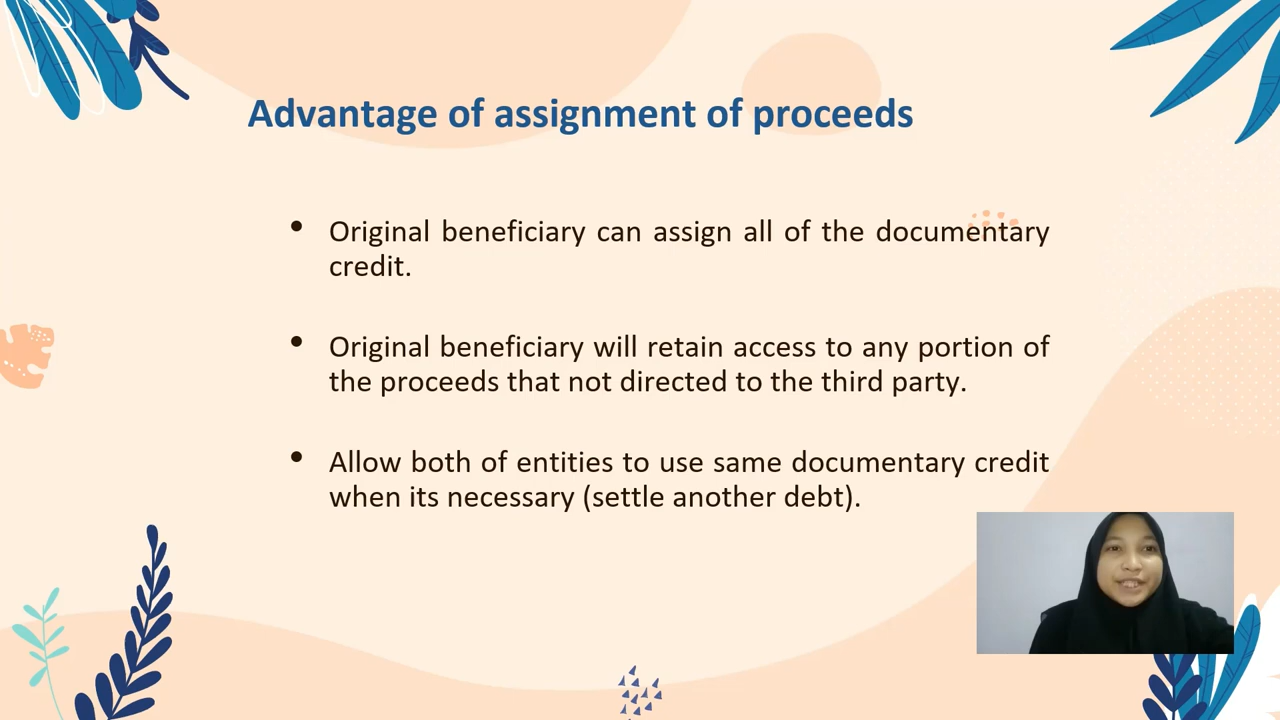 Advantage of assignment of proceeds
• Original beneficiary can assign all of the documentary
credit.
• Original beneficiary will retain access to any portion of
the proceeds that not directed to the third party.
• Allow both of entities to use same documentary credit
when its necessary (settle another debt).